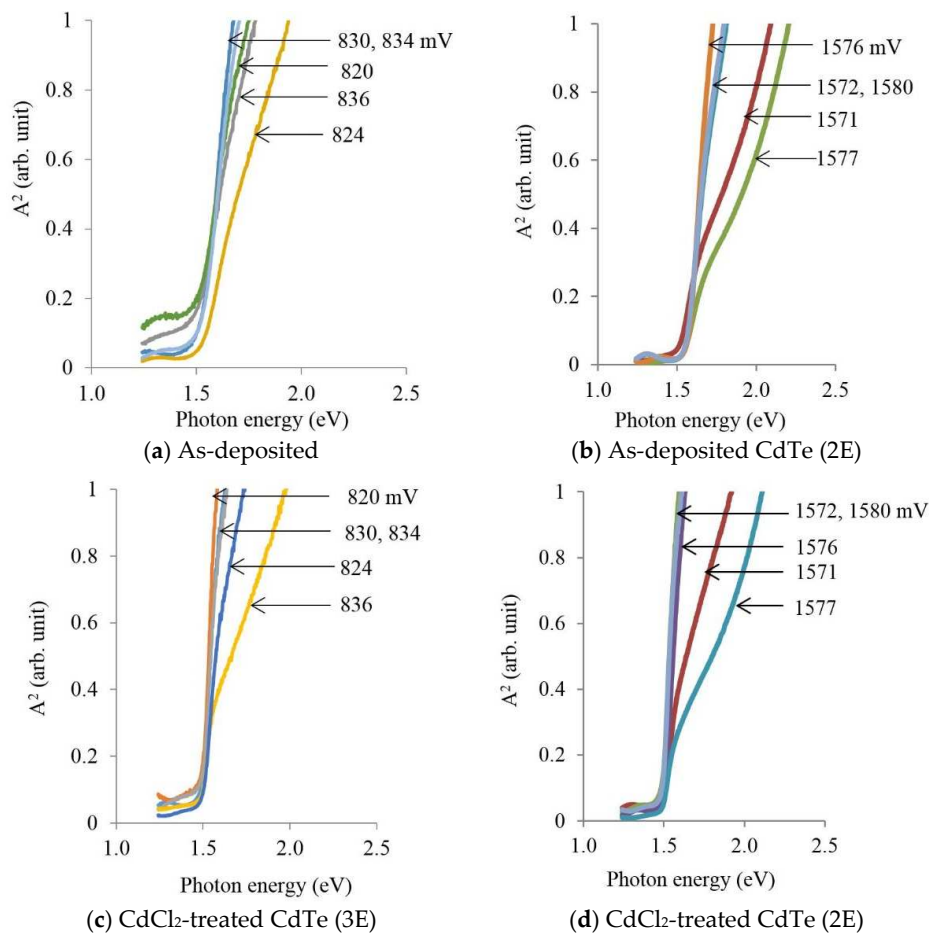 1
0.8
0.6
0.4
0.2
0
A² (arb. unit)
830, 834 mV
820
836
824
1.0 1.5 2.0 2.5
Photon energy (eV)
(a) As-deposited
1
0.8
0.6
0.4
0.2
0
A² (arb. unit)
1576 mV
1572, 1580
1571
1577
1.0 1.5 2.0 2.5
Photon energy (eV)
(b) As-deposited CdTe (2E)
1
0.8
0.6
0.4
0.2
0
A² (arb. unit)
820 mV
830, 834
824
836
1.0 1.5 2.0 2.5
Photon energy (eV)
(c) CdCl₂-treated CdTe (3E)
1
0.8
0.6
0.4
0.2
0
A² (arb. unit)
1572, 1580 mV
1576
1571
1577
1.0 1.5 2.0 2.5
Photon energy (eV)
(d) CdCl₂-treated CdTe (2E)